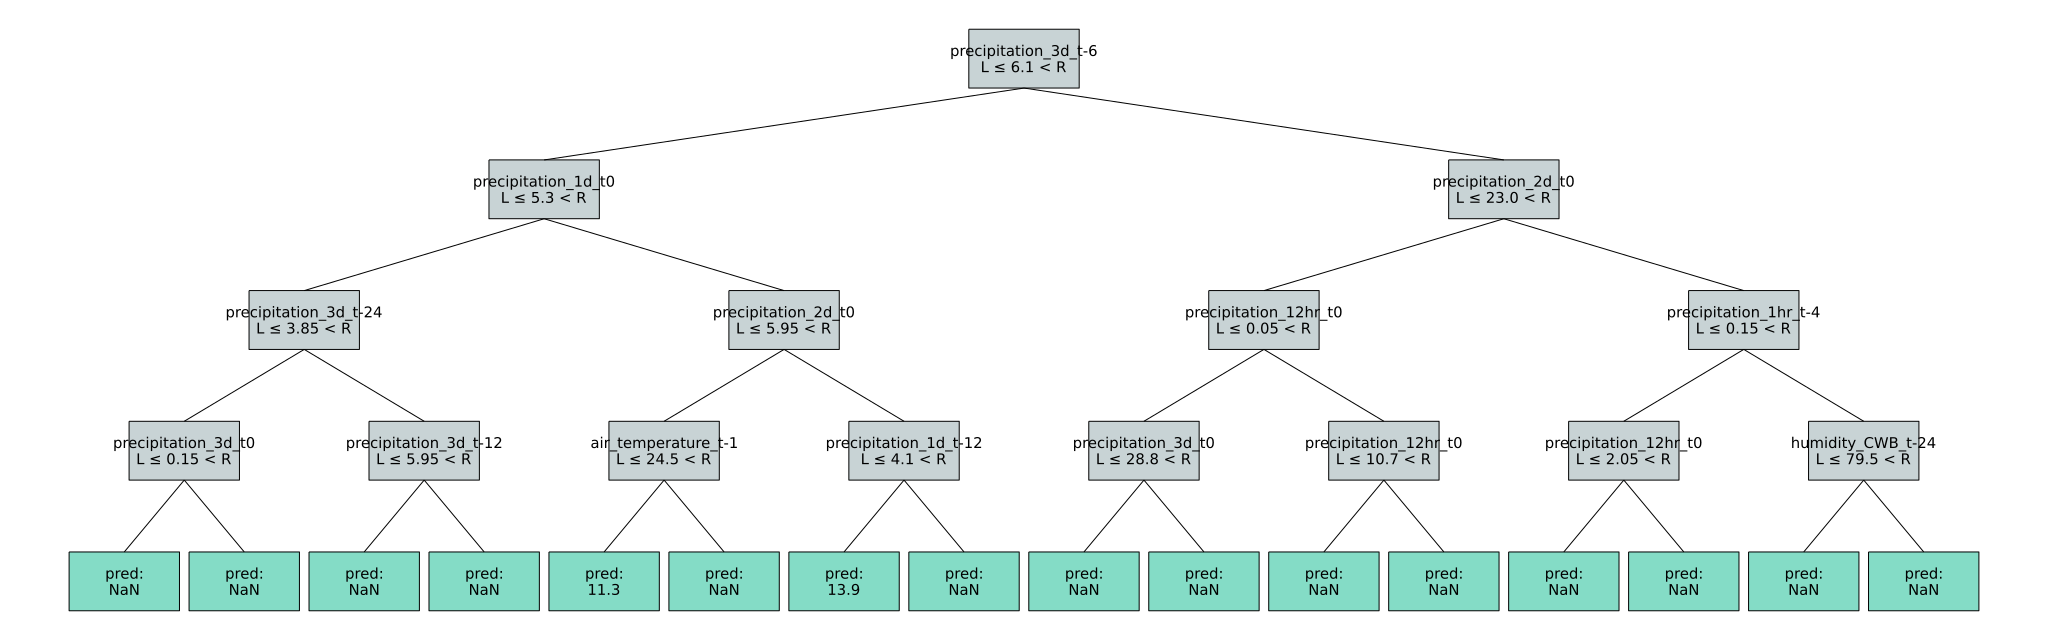 precipitation_3d_t-6
L ≤ 6.1 < R
precipitation_1d_t0
L ≤ 5.3 < R
precipitation_2d_t0
L ≤ 23.0 < R
precipitation_3d_t-24
L ≤ 3.85 < R
precipitation_2d_t0
L ≤ 5.95 < R
precipitation_12hr_t0
L ≤ 0.05 < R
precipitation_1hr_t-4
L ≤ 0.15 < R
precipitation_3d_t0
L ≤ 0.15 < R
precipitation_3d_t-12
L ≤ 5.95 < R
air_temperature_t-1
L ≤ 24.5 < R
precipitation_1d_t-12
L ≤ 4.1 < R
precipitation_3d_t0
L ≤ 28.8 < R
precipitation_12hr_t0
L ≤ 10.7 < R
precipitation_12hr_t0
L ≤ 2.05 < R
humidity_CWB_t-24
L ≤ 79.5 < R
pred:
NaN
pred:
NaN
pred:
NaN
pred:
NaN
pred:
11.3
pred:
NaN
pred:
13.9
pred:
NaN
pred:
NaN
pred:
NaN
pred:
NaN
pred:
NaN
pred:
NaN
pred:
NaN
pred:
NaN
pred:
NaN